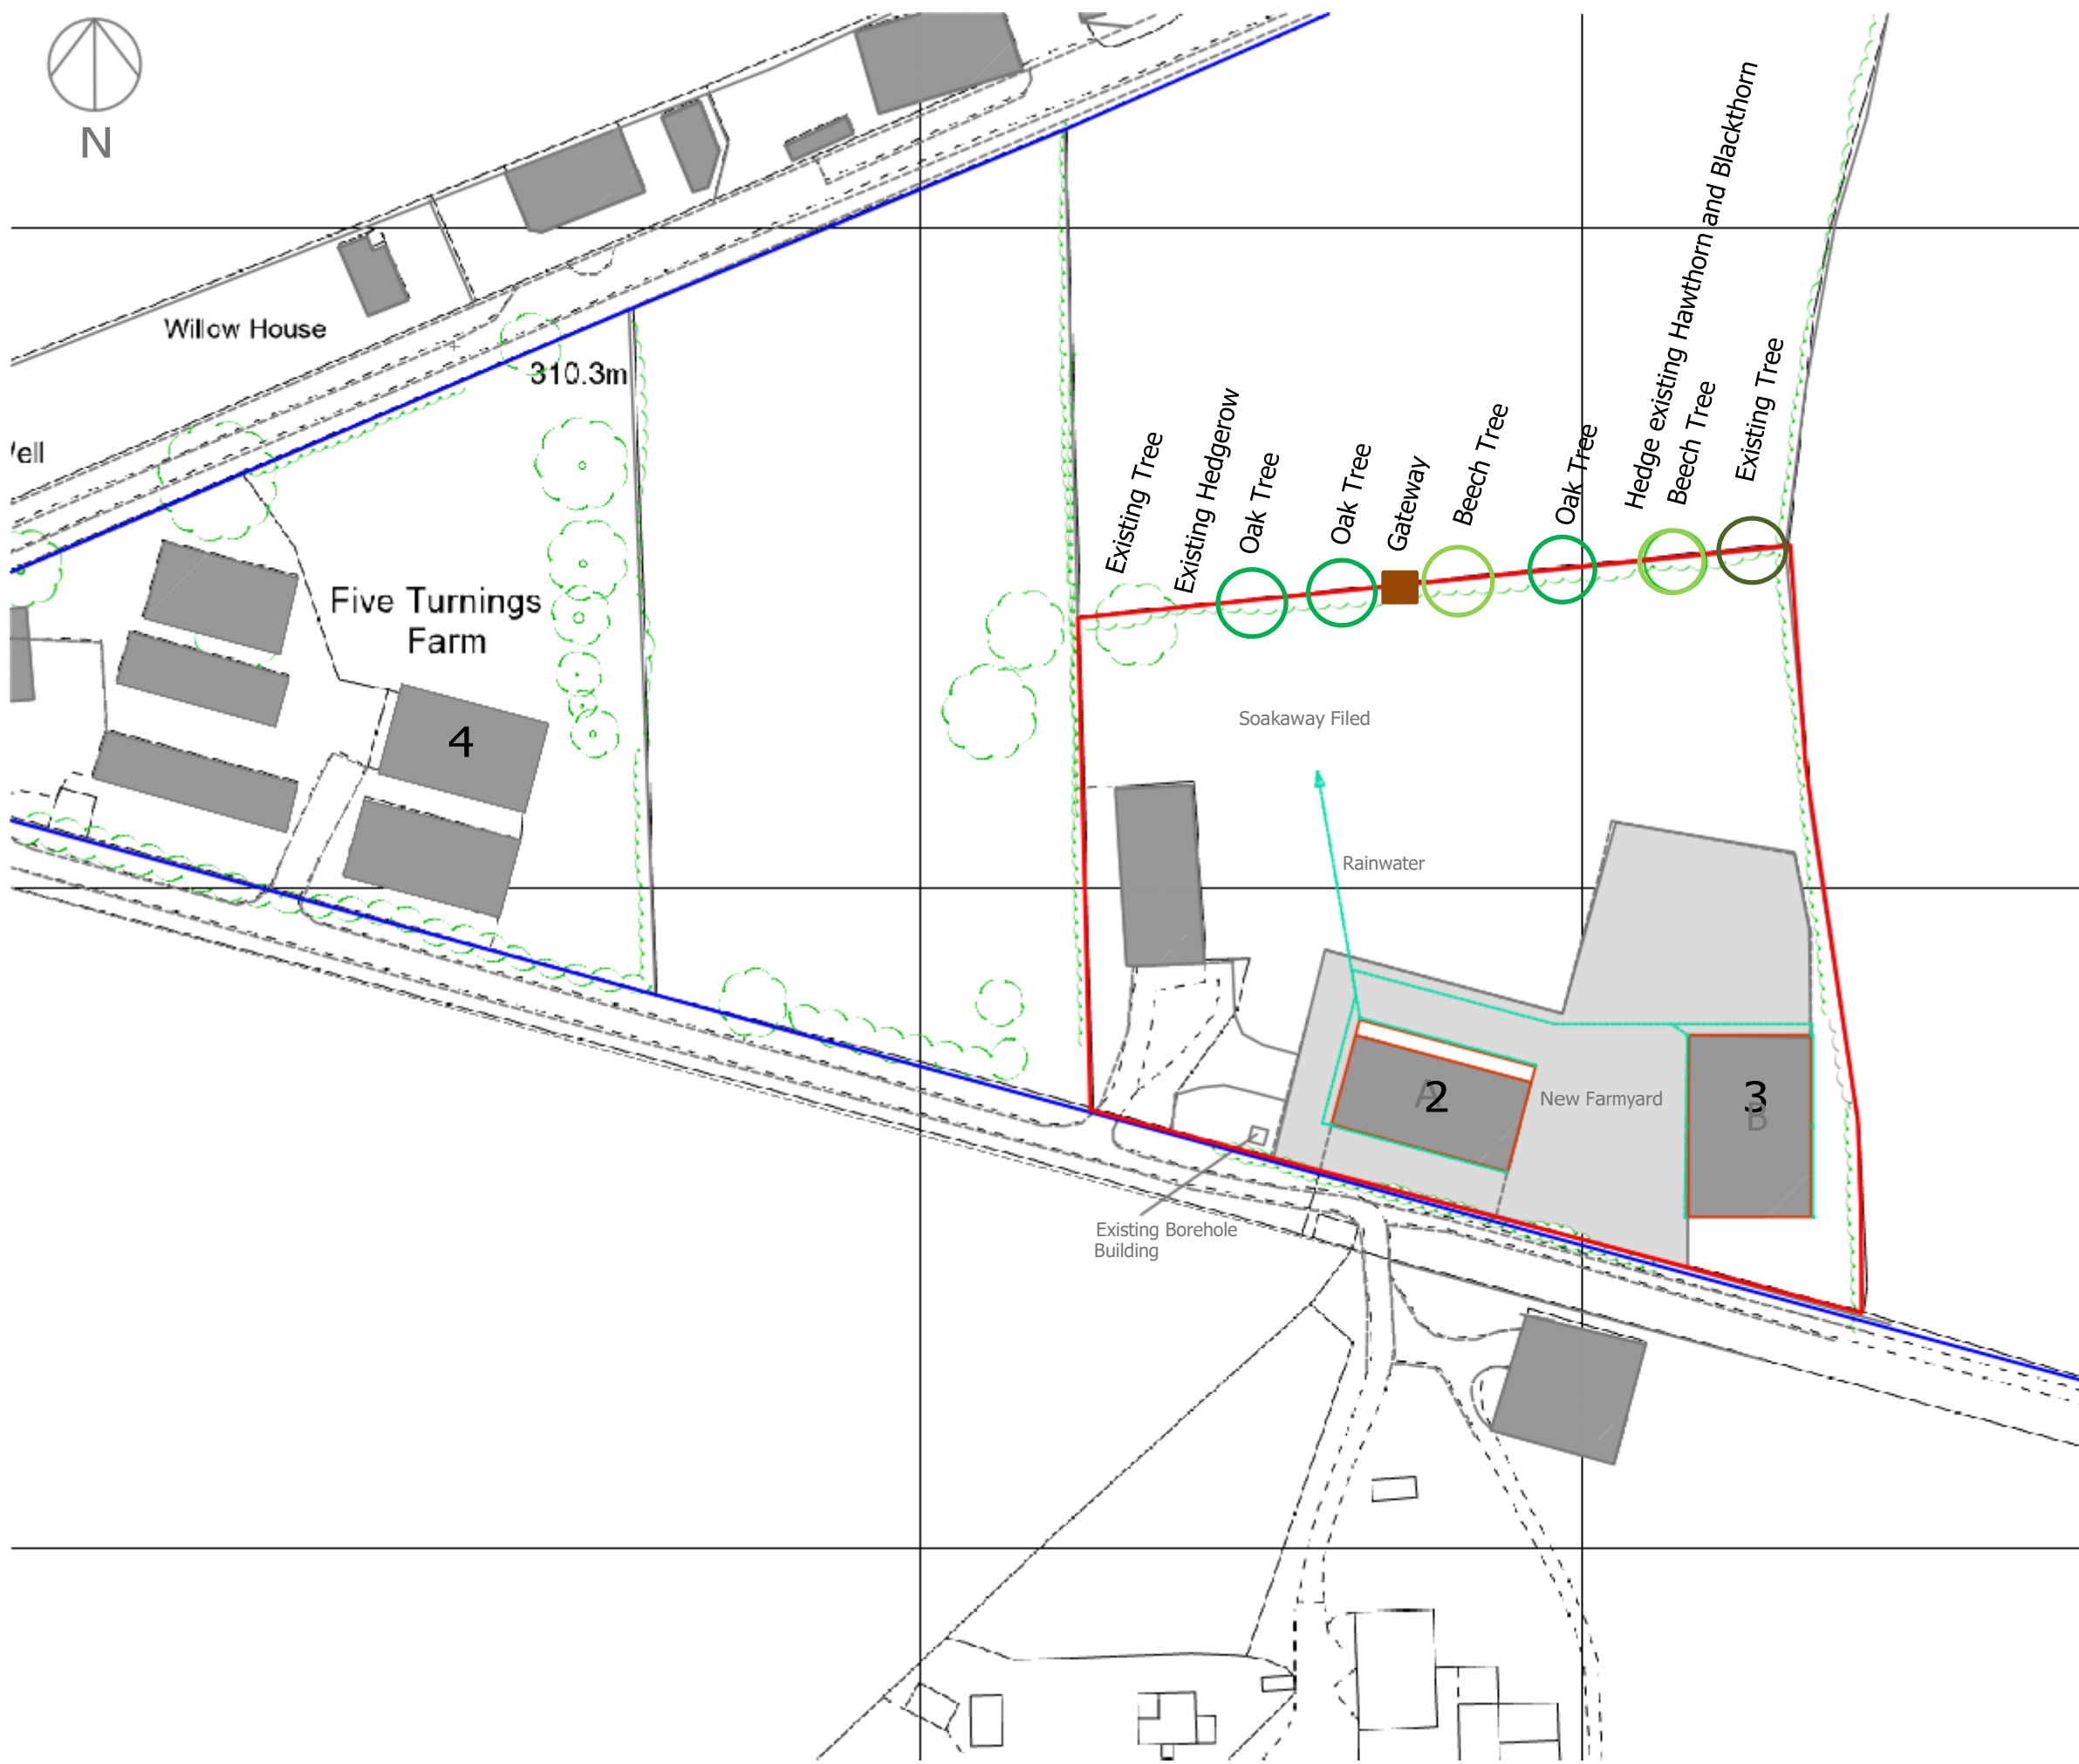 N
Willow House
310.3m
Five Turnings
Farm
4
Existing Tree
Existing Hedgerow
Oak Tree
Oak Tree
Gateway
Beech Tree
Oak Tree
Hedge existing Hawthorn and Blackthorn
Beech Tree
Existing Tree
Soakaway Filed
Rainwater
A
2
New Farmyard
3
B
Existing Borehole
Building